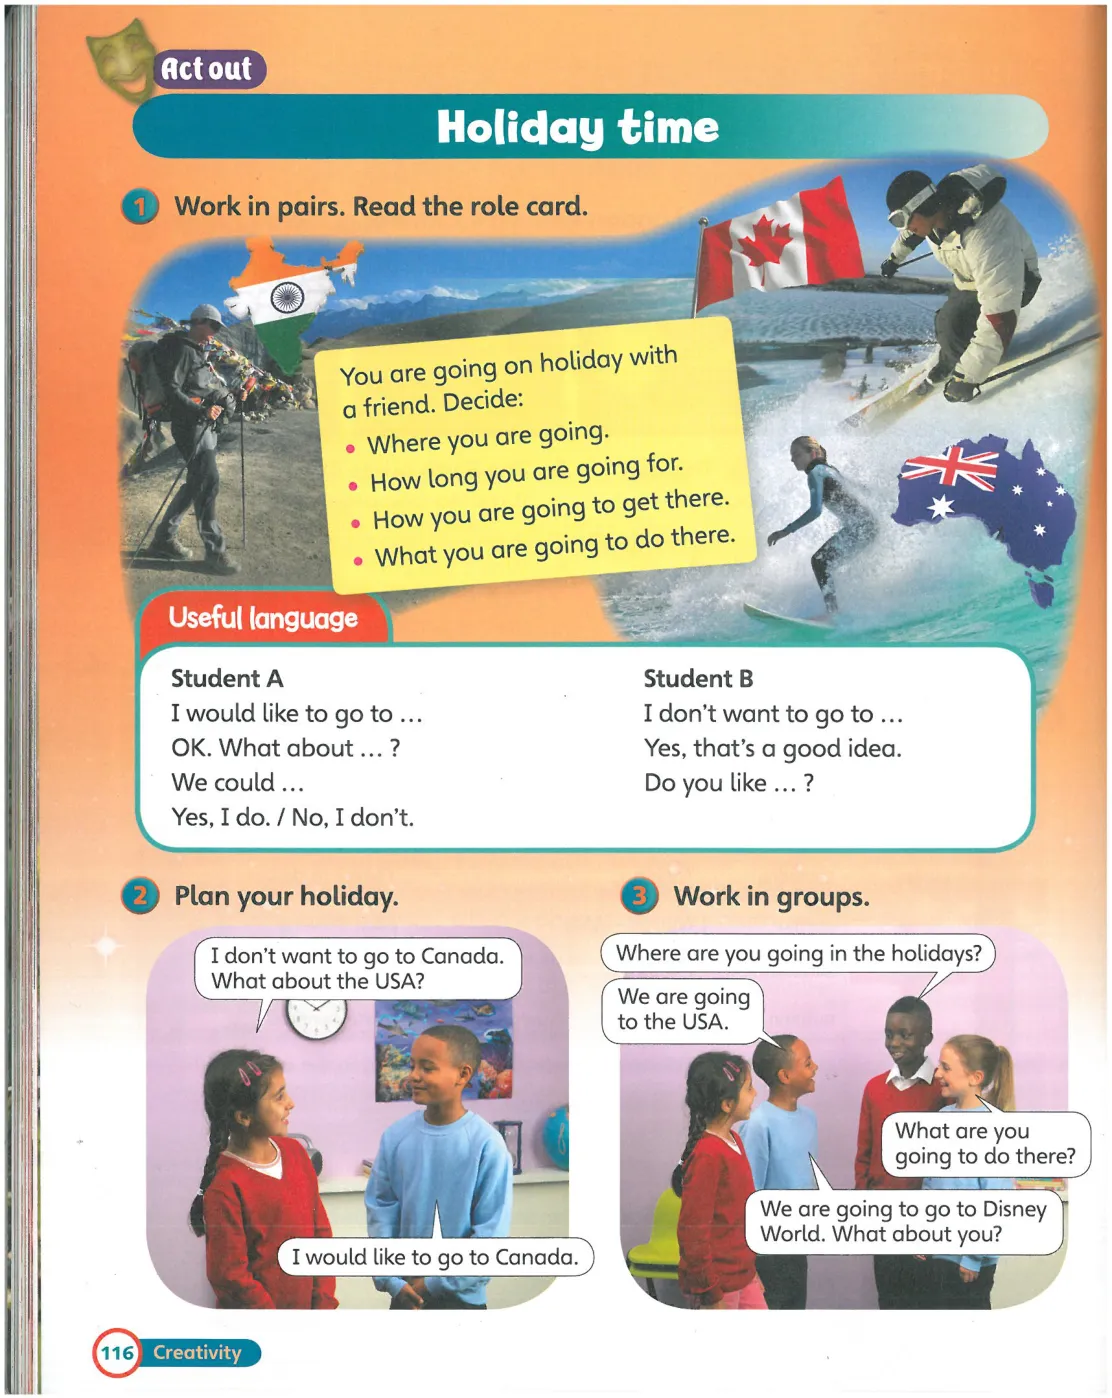 Act out
Holiday time
1 Work in pairs. Read the role card.
You are going on holiday with
a friend. Decide:
• Where you are going.
• How long you are going for.
• How you are going to get there.
• What you are going to do there.
Useful language
Student A
I would like to go to ...
OK. What about ... ?
We could ...
Yes, I do. / No, I don't.
Student B
I don't want to go to ...
Yes, that's a good idea.
Do you like ... ?
2 Plan your holiday.
I don't want to go to Canada.
What about the USA?
I would like to go to Canada.
3 Work in groups.
Where are you going in the holidays?
We are going
to the USA.
What are you
going to do there?
We are going to go to Disney
World. What about you?
116 Creativity